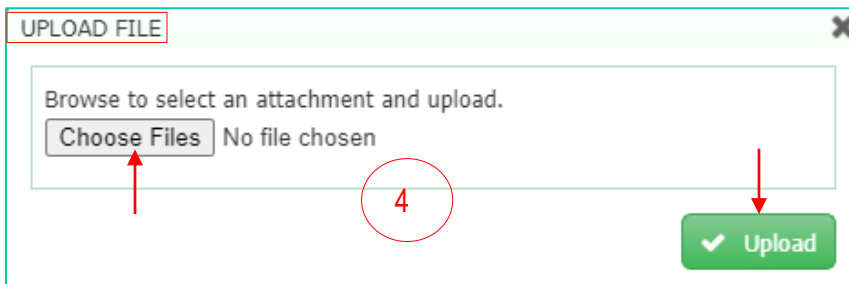 UPLOAD FILE
Browse to select an attachment and upload.
Choose Files No file chosen
4
Upload